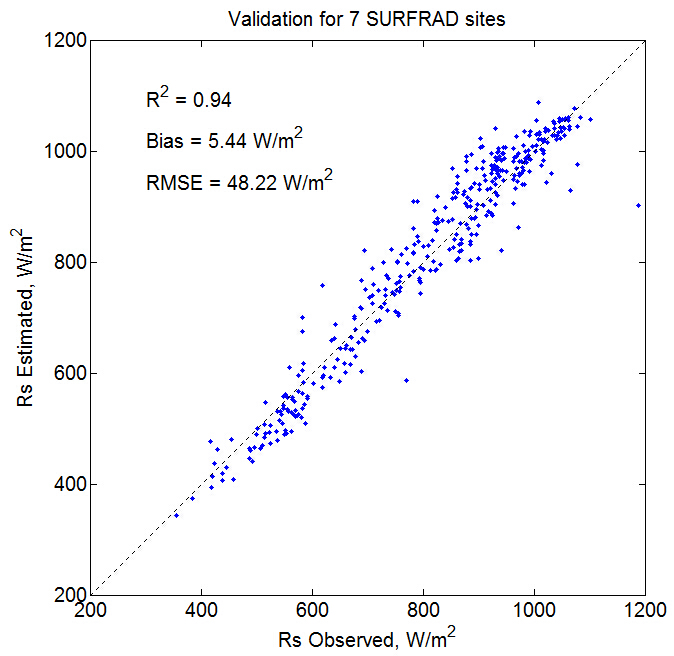 Validation for 7 SURFRAD sites
R² = 0.94
Bias = 5.44 W/m²
RMSE = 48.22 W/m²
Rs Estimated, W/m²
1200
1000
800
600
400
200
200 400 600 800 1000 1200
Rs Observed, W/m²